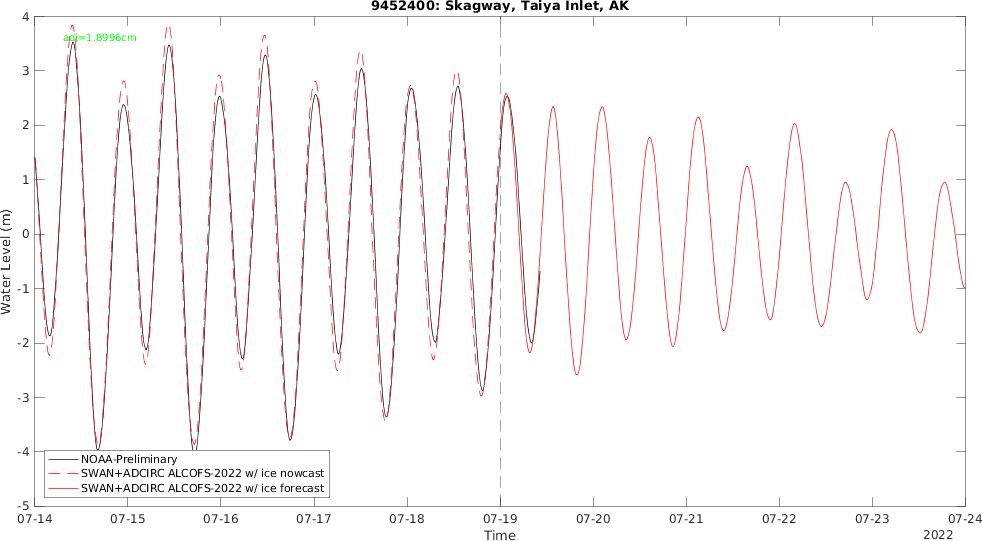 9452400: Skagway, Taiya Inlet, AK
adj=1.8996cm
4
3
2
1
0
-1
-2
-3
-4
-5
Water Level (m)
NOAA-Preliminary
SWAN+ADCIRC ALCOFS-2022 w/ ice nowcast
SWAN+ADCIRC ALCOFS-2022 w/ ice forecast
07-14 07-15 07-16 07-17 07-18 07-19 07-20 07-21 07-22 07-23 07-24
Time
2022